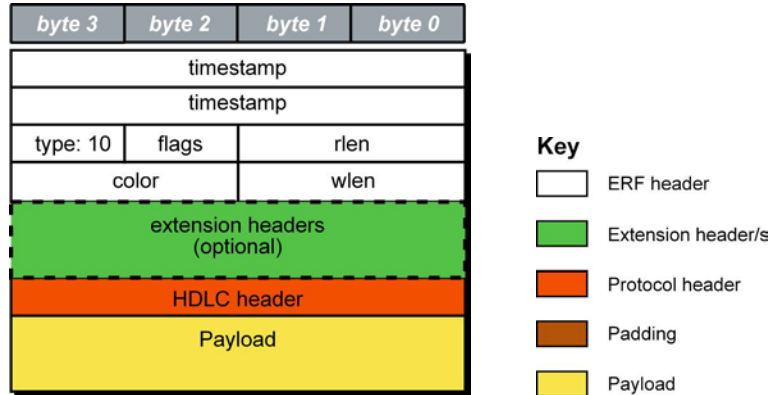 byte 3 byte 2 byte 1 byte 0
timestamp
timestamp
type: 10 flags rlen
color wlen
extension headers
(optional)
HDLC header
Payload
Key
ERF header
Extension header/s
Protocol header
Padding
Payload